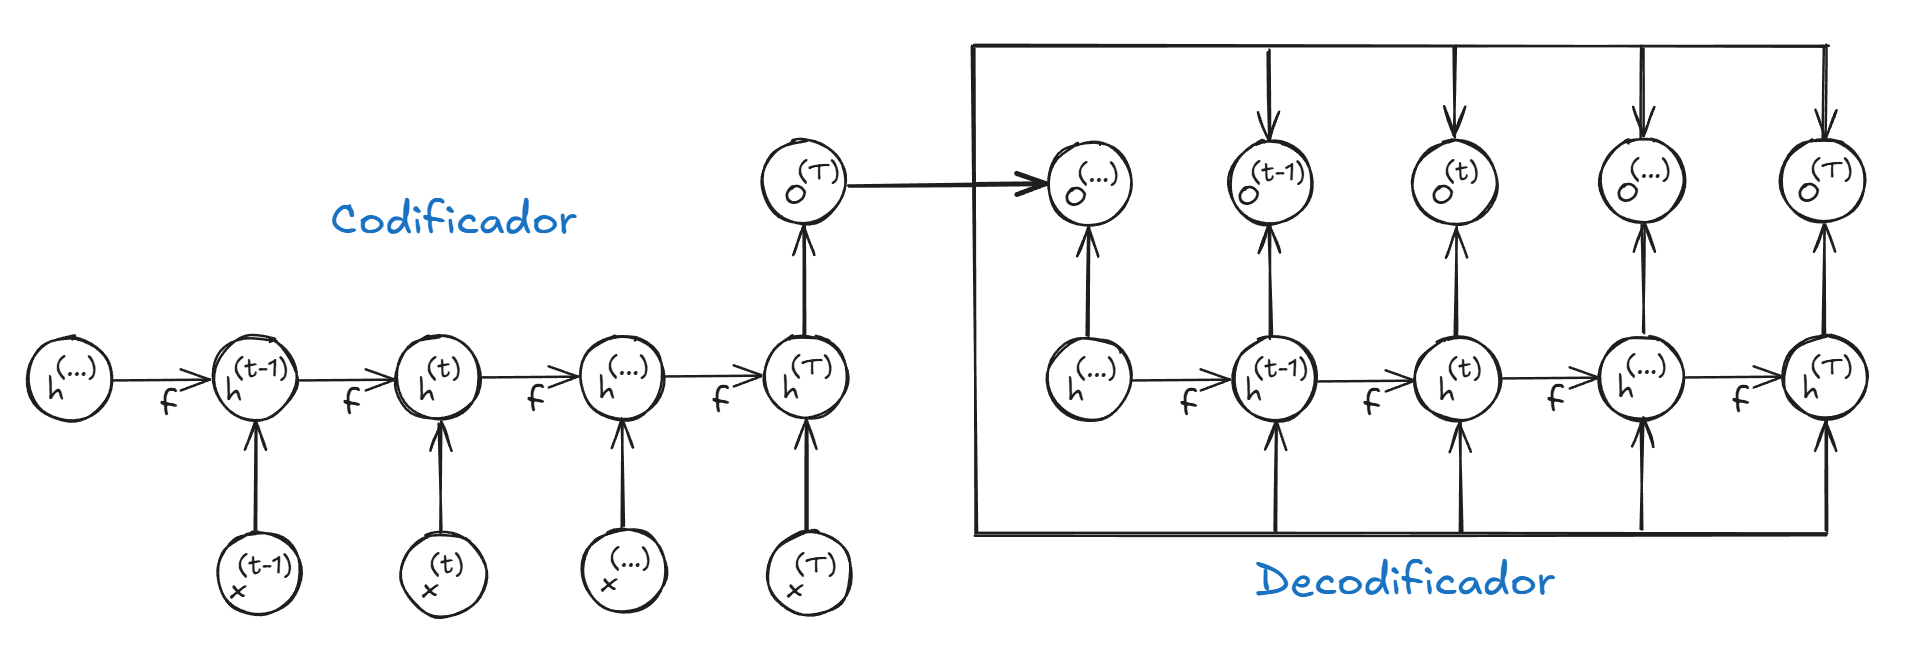 o^(T) o^(...) o^(t-1) o^(t) o^(...) o^(T)
Codificador
h^(...) f h^(t-1) f h^(t) f h^(...) f h^(T) h^(...) f h^(t-1) f h^(t) f h^(...) f h^(T)
x^(t-1) x^(t) x^(...) x^(T)
Decodificador